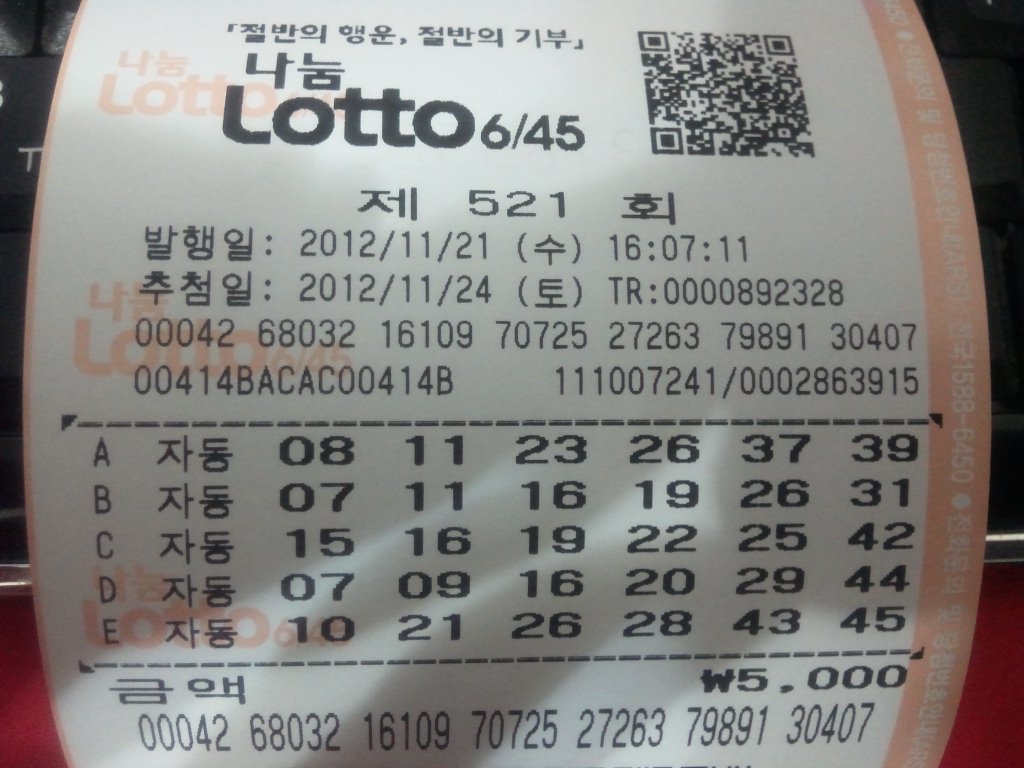 「절반의 행운, 절반의 기부」
나눔
Lotto 6/45
제 521 회
발행일: 2012/11/21 (수) 16:07:11
추첨일: 2012/11/24 (토) TR:0000892328
00042 68032 16109 70725 27263 79891 30407
00414BACAC00414B 111007241/0002863915
A 자동 08 11 23 26 37 39
B 자동 07 11 16 19 26 31
C 자동 15 16 19 22 25 42
D 자동 07 09 16 20 29 44
E 자동 10 21 26 28 43 45
금액 ₩5,000
00042 68032 16109 70725 27263 79891 30407